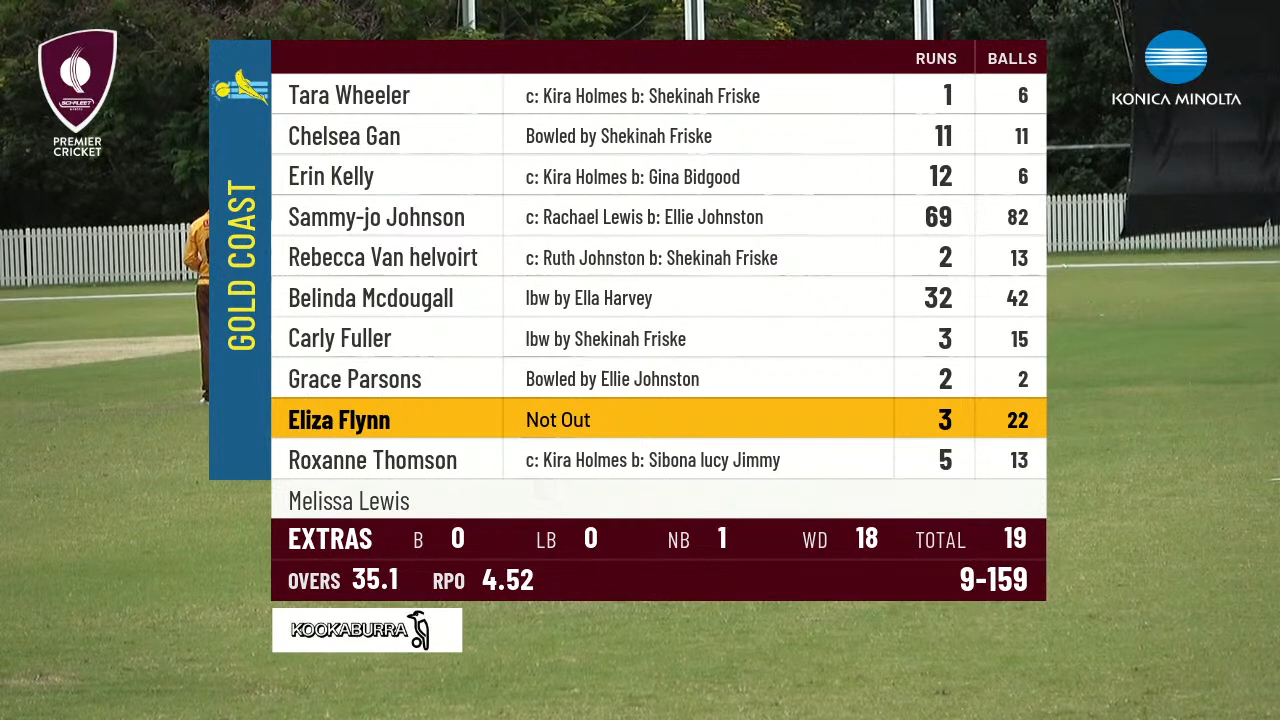 PREMIER
CRICKET
KONICA MINOLTA
GOLD COAST
RUNS BALLS
Tara Wheeler c: Kira Holmes b: Shekinah Friske 1 6
Chelsea Gan Bowled by Shekinah Friske 11 11
Erin Kelly c: Kira Holmes b: Gina Bidgood 12 6
Sammy-jo Johnson c: Rachael Lewis b: Ellie Johnston 69 82
Rebecca Van helvoirt c: Ruth Johnston b: Shekinah Friske 2 13
Belinda Mcdougall lbw by Ella Harvey 32 42
Carly Fuller lbw by Shekinah Friske 3 15
Grace Parsons Bowled by Ellie Johnston 2 2
Eliza Flynn Not Out 3 22
Roxanne Thomson c: Kira Holmes b: Sibona lucy Jimmy 5 13
Melissa Lewis
EXTRAS B 0 LB 0 NB 1 WD 18 TOTAL 19
OVERS 35.1 RPO 4.52 9-159
KOOKABURRA